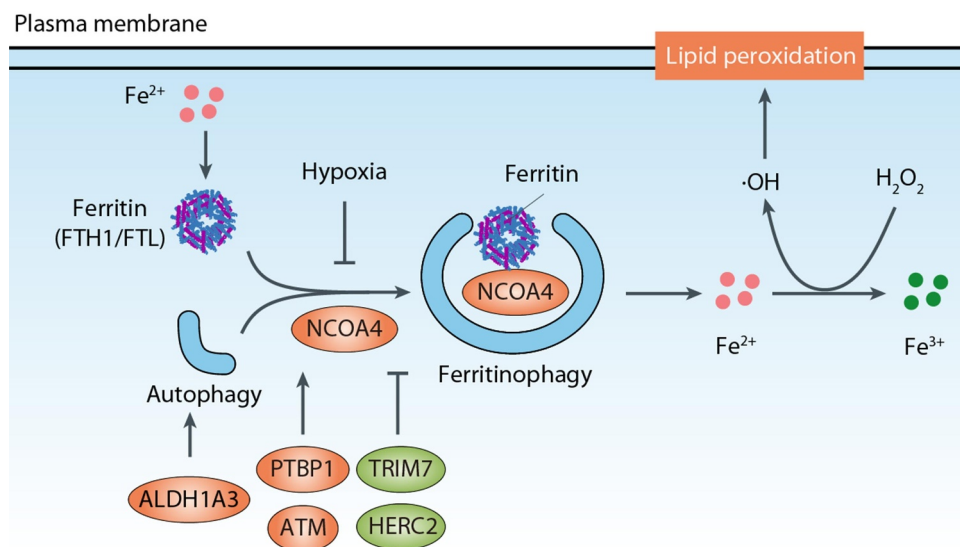 Plasma membrane
Lipid peroxidation
Fe²⁺
Hypoxia
Ferritin
·OH
H₂O₂
Ferritin
(FTH1/FTL)
NCOA4
NCOA4
Fe²⁺
Fe³⁺
Ferritinophagy
Autophagy
PTBP1
TRIM7
ALDH1A3
ATM
HERC2